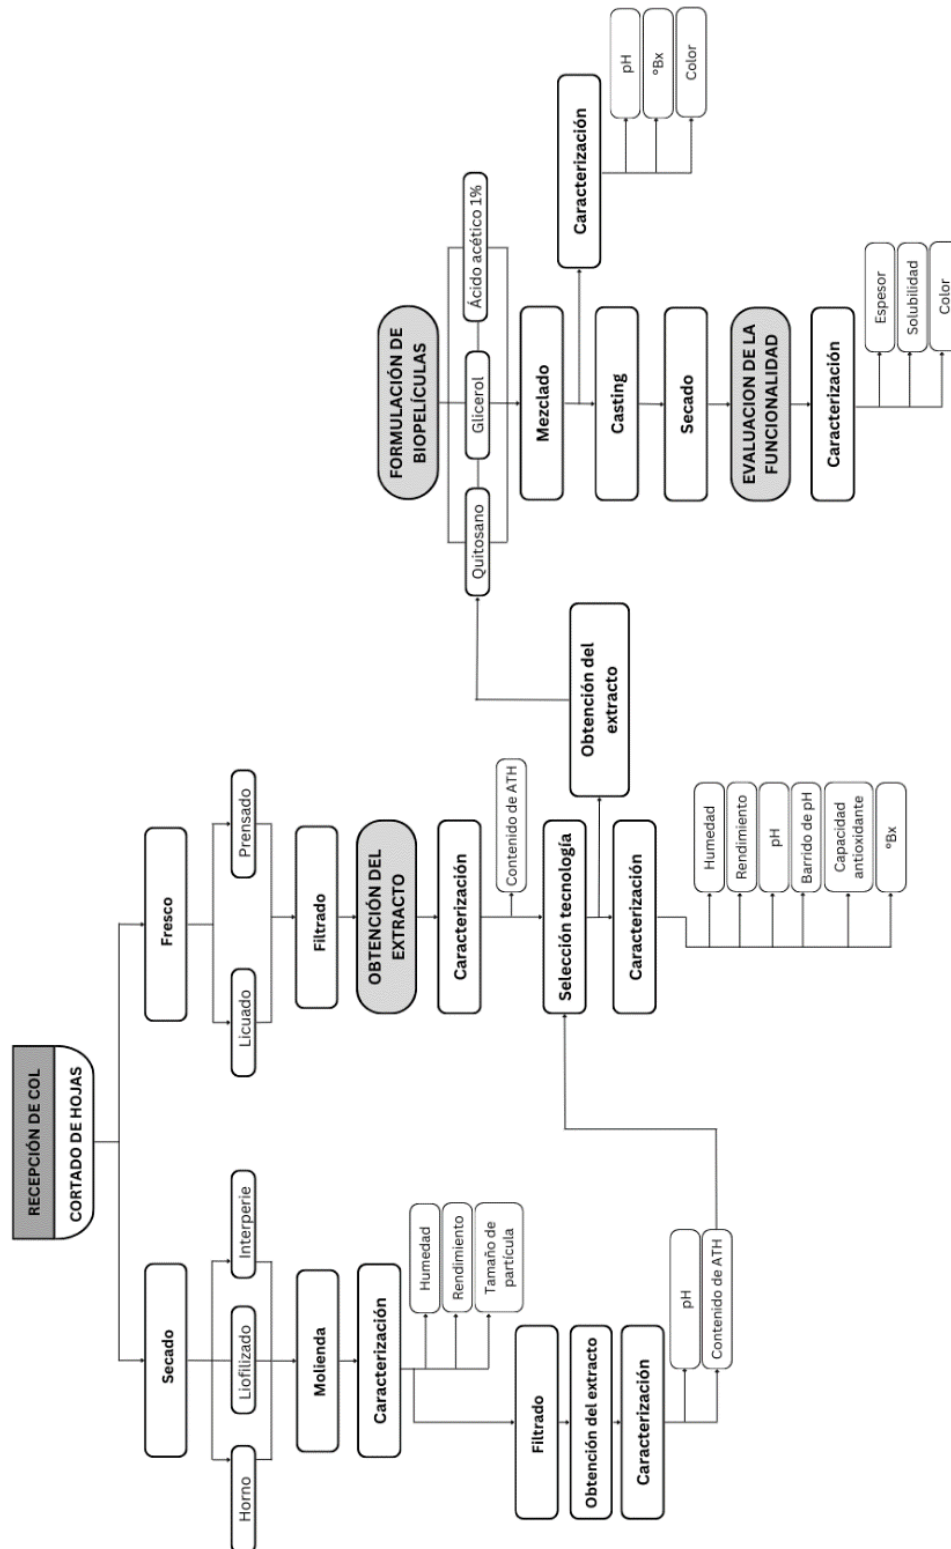 RECEPCIÓN DE COL
CORTADO DE HOJAS
Secado
Horno
Liofilizado
Interperie
Molienda
Caracterización
Humedad
Rendimiento
Tamaño de
partícula
Filtrado
Obtención del extracto
Caracterización
pH
Contenido de ATH
Fresco
Licuado
Prensado
Filtrado
OBTENCIÓN DEL
EXTRACTO
Caracterización
Contenido de ATH
Selección tecnología
Caracterización
Humedad
Rendimiento
pH
Barrido de pH
Capacidad
antioxidante
°Bx
Obtención del
extracto
FORMULACIÓN DE
BIOPELÍCULAS
Quitosano
Glicerol
Ácido acético 1%
Mezclado
Caracterización
pH
°Bx
Color
Casting
Secado
EVALUACION DE LA
FUNCIONALIDAD
Caracterización
Espesor
Solubilidad
Color